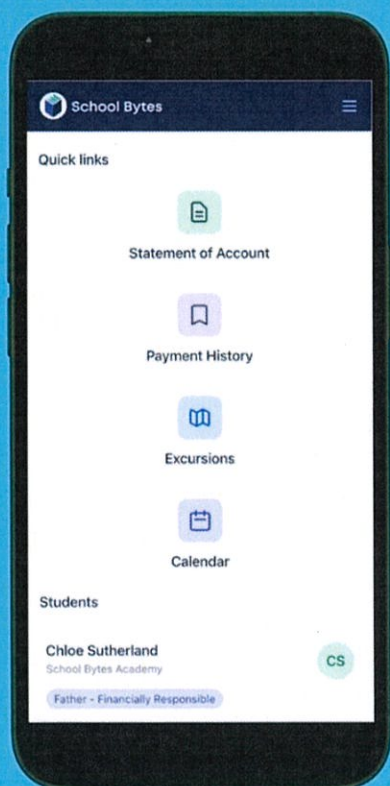 School Bytes
Quick links
Statement of Account
Payment History
Excursions
Calendar
Students
Chloe Sutherland
School Bytes Academy
CS
Father - Financially Responsible